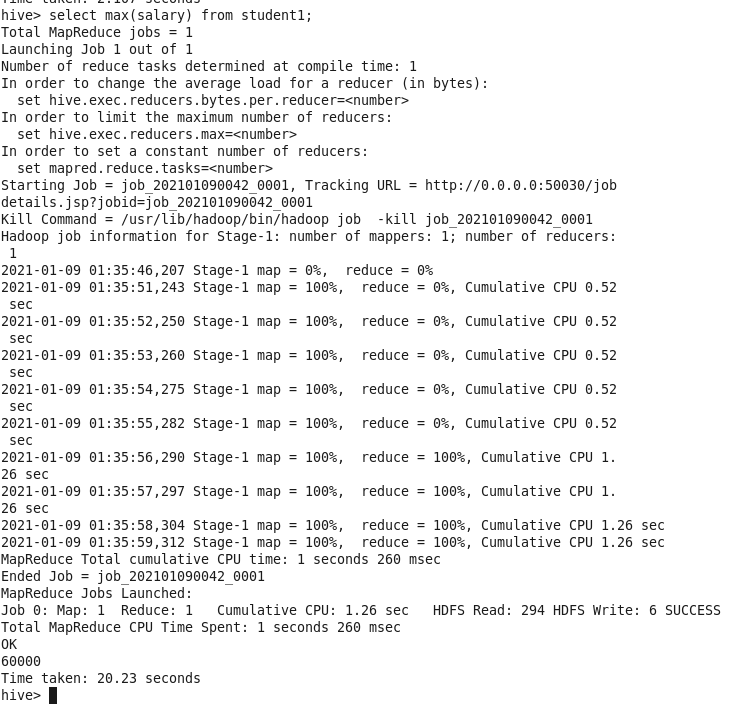 Time taken: 2.107 seconds
hive> select max(salary) from student1;
Total MapReduce jobs = 1
Launching Job 1 out of 1
Number of reduce tasks determined at compile time: 1
In order to change the average load for a reducer (in bytes):
  set hive.exec.reducers.bytes.per.reducer=<number>
In order to limit the maximum number of reducers:
  set hive.exec.reducers.max=<number>
In order to set a constant number of reducers:
  set mapred.reduce.tasks=<number>
Starting Job = job_202101090042_0001, Tracking URL = http://0.0.0.0:50030/job
details.jsp?jobid=job_202101090042_0001
Kill Command = /usr/lib/hadoop/bin/hadoop job  -kill job_202101090042_0001
Hadoop job information for Stage-1: number of mappers: 1; number of reducers:
 1
2021-01-09 01:35:46,207 Stage-1 map = 0%,  reduce = 0%
2021-01-09 01:35:51,243 Stage-1 map = 100%,  reduce = 0%, Cumulative CPU 0.52
 sec
2021-01-09 01:35:52,250 Stage-1 map = 100%,  reduce = 0%, Cumulative CPU 0.52
 sec
2021-01-09 01:35:53,260 Stage-1 map = 100%,  reduce = 0%, Cumulative CPU 0.52
 sec
2021-01-09 01:35:54,275 Stage-1 map = 100%,  reduce = 0%, Cumulative CPU 0.52
 sec
2021-01-09 01:35:55,282 Stage-1 map = 100%,  reduce = 0%, Cumulative CPU 0.52
 sec
2021-01-09 01:35:56,290 Stage-1 map = 100%,  reduce = 100%, Cumulative CPU 1.
26 sec
2021-01-09 01:35:57,297 Stage-1 map = 100%,  reduce = 100%, Cumulative CPU 1.
26 sec
2021-01-09 01:35:58,304 Stage-1 map = 100%,  reduce = 100%, Cumulative CPU 1.26 sec
2021-01-09 01:35:59,312 Stage-1 map = 100%,  reduce = 100%, Cumulative CPU 1.26 sec
MapReduce Total cumulative CPU time: 1 seconds 260 msec
Ended Job = job_202101090042_0001
MapReduce Jobs Launched:
Job 0: Map: 1  Reduce: 1   Cumulative CPU: 1.26 sec   HDFS Read: 294 HDFS Write: 6 SUCCESS
Total MapReduce CPU Time Spent: 1 seconds 260 msec
OK
60000
Time taken: 20.23 seconds
hive>